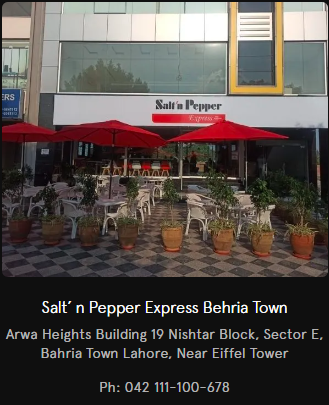 Salt'n Pepper
Express
ERS
Salt’ n Pepper Express Behria Town
Arwa Heights Building 19 Nishtar Block, Sector E,
Bahria Town Lahore, Near Eiffel Tower
Ph: 042 111-100-678